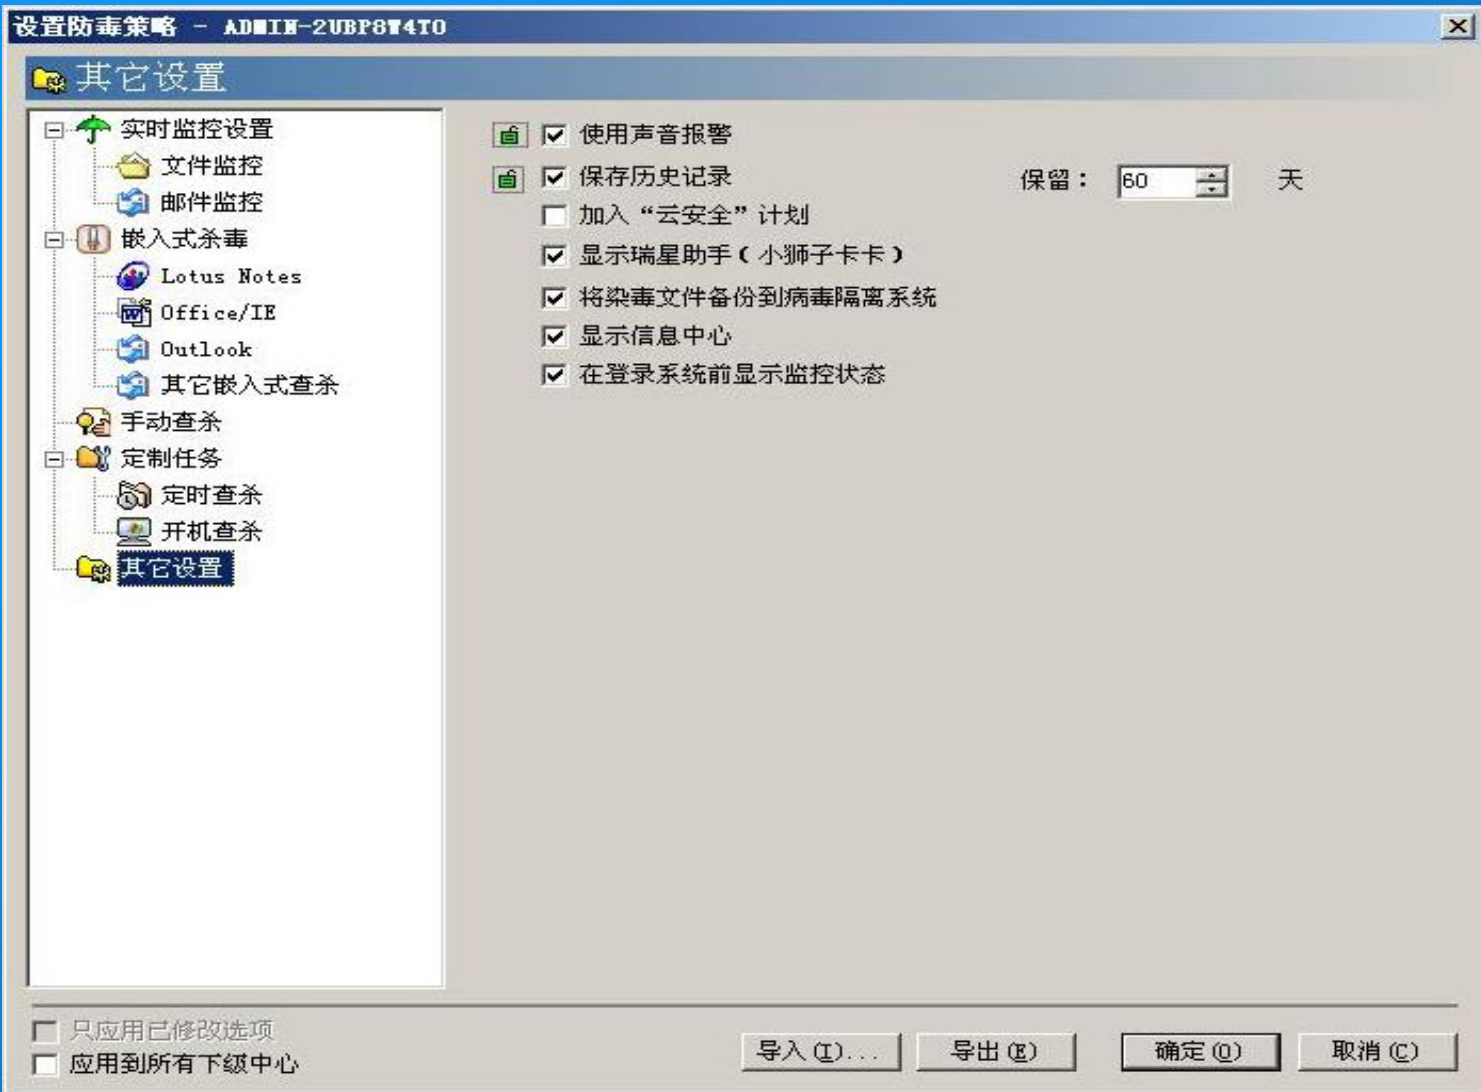 设置防毒策略 - ADMIN-2UBP8W4TO
其它设置
实时监控设置
文件监控
邮件监控
嵌入式杀毒
Lotus Notes
Office/IE
Outlook
其它嵌入式查杀
手动查杀
定制任务
定时查杀
开机查杀
其它设置
使用声音报警
保存历史记录 保留： 60 天
加入“云安全”计划
显示瑞星助手(小狮子卡卡)
将染毒文件备份到病毒隔离系统
显示信息中心
在登录系统前显示监控状态
只应用已修改选项
应用到所有下级中心
导入(I)... 导出(E) 确定(O) 取消(C)